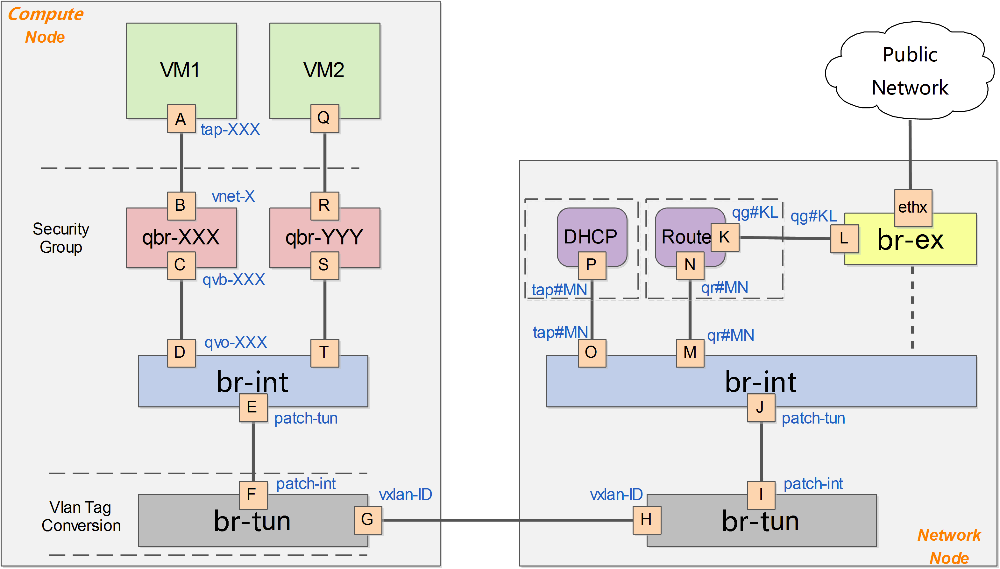 Compute
Node
VM1
VM2
A
tap-XXX
Q
Public
Network
vnet-X
B
R
Security
Group
qbr-XXX
qbr-YYY
C
qvb-XXX
S
qvo-XXX
D
T
br-int
E
patch-tun
patch-int
F
vxlan-ID
Vlan Tag
Conversion
br-tun
G
ethx
qg#KL
qg#KL
DHCP
Route
K
L
br-ex
P
N
tap#MN
qr#MN
tap#MN
qr#MN
O
M
br-int
J
patch-tun
patch-int
I
vxlan-ID
H
br-tun
Network
Node